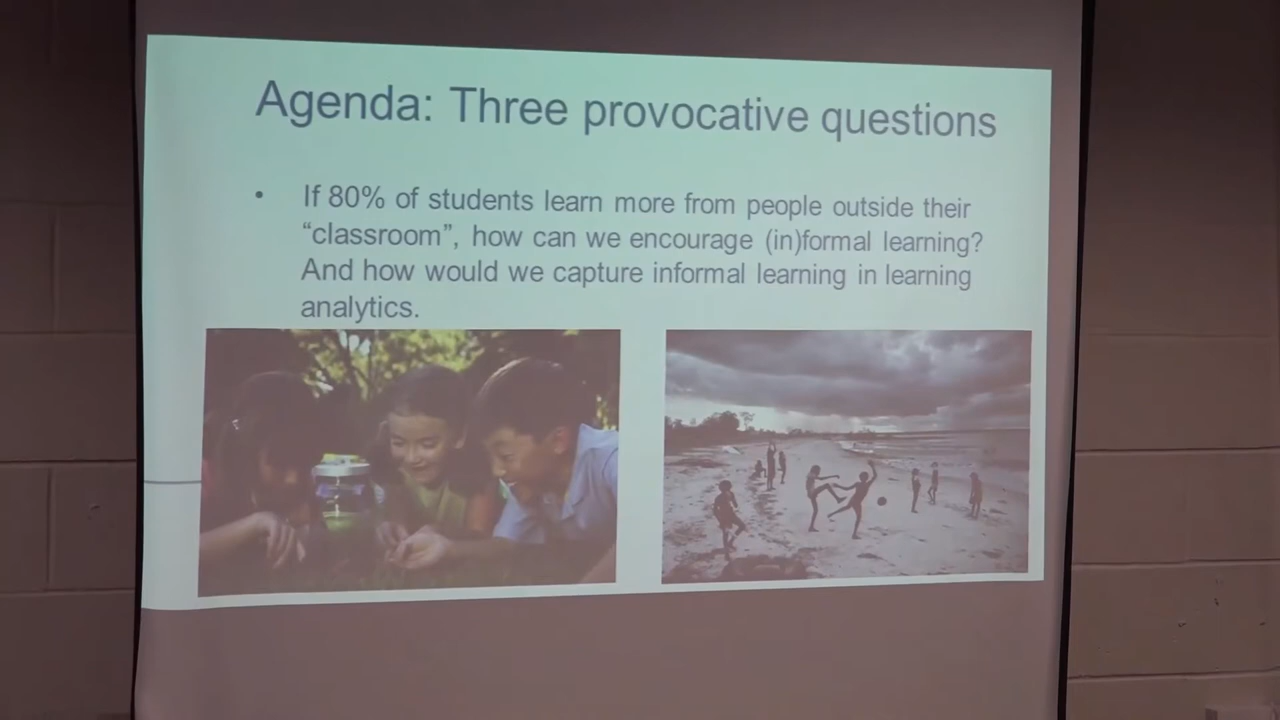 Agenda: Three provocative questions
• If 80% of students learn more from people outside their
“classroom”, how can we encourage (in)formal learning?
And how would we capture informal learning in learning
analytics.